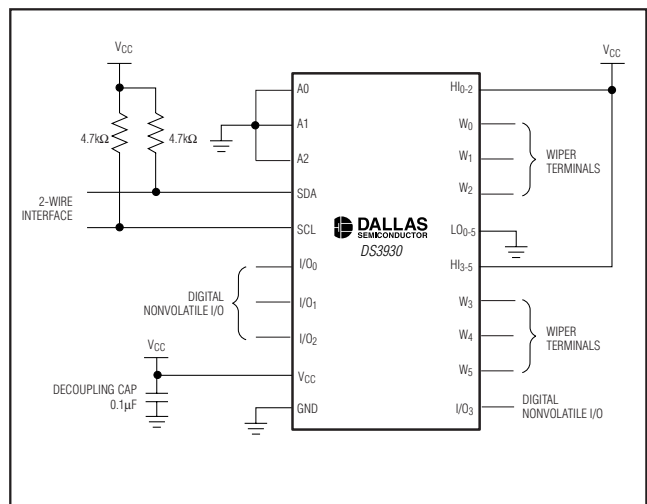 VCC
4.7kΩ
4.7kΩ
2-WIRE
INTERFACE
DIGITAL
NONVOLATILE I/O
VCC
DECOUPLING CAP
0.1µF
A0
A1
A2
SDA
SCL
I/O0
I/O1
I/O2
VCC
GND
DALLAS
SEMICONDUCTOR
DS3930
HI0-2
W0
W1
W2
LO0-5
HI3-5
W3
W4
W5
I/O3
VCC
WIPER
TERMINALS
WIPER
TERMINALS
DIGITAL
NONVOLATILE I/O